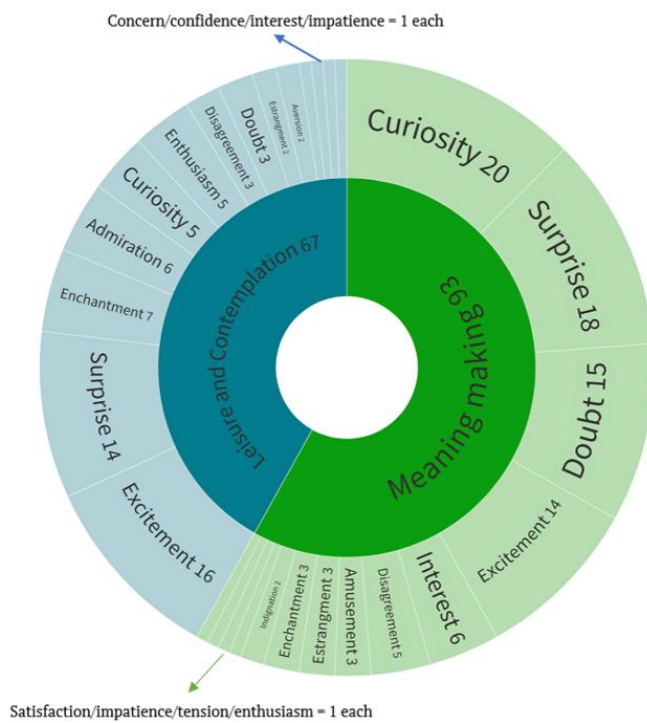 Concern/confidence/interest/impatience = 1 each
Curiosity 20
Surprise 18
Doubt 15
Excitement 14
Interest 6
Disagreement 5
Amusement 3
Estrangment 3
Enchantment 3
Indignation 2
Meaning making 93
Leisure and Contemplation 67
Excitement 16
Surprise 14
Enchantment 7
Admiration 6
Curiosity 5
Enthusiasm 5
Disagreement 3
Doubt 3
Estrangment 2
Aversion 2
Satisfaction/impatience/tension/enthusiasm = 1 each